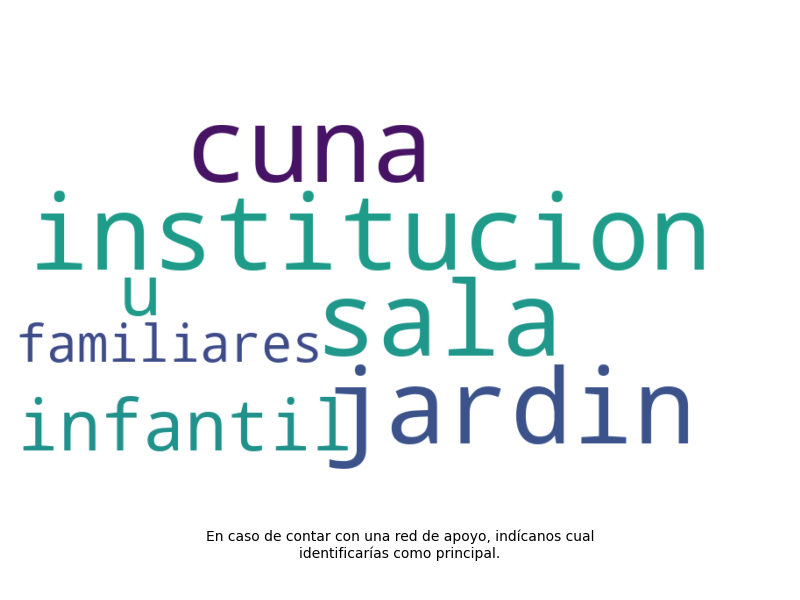 cuna
institucion
u
sala
familiares
jardin
infantil
En caso de contar con una red de apoyo, indícanos cual
identificarías como principal.